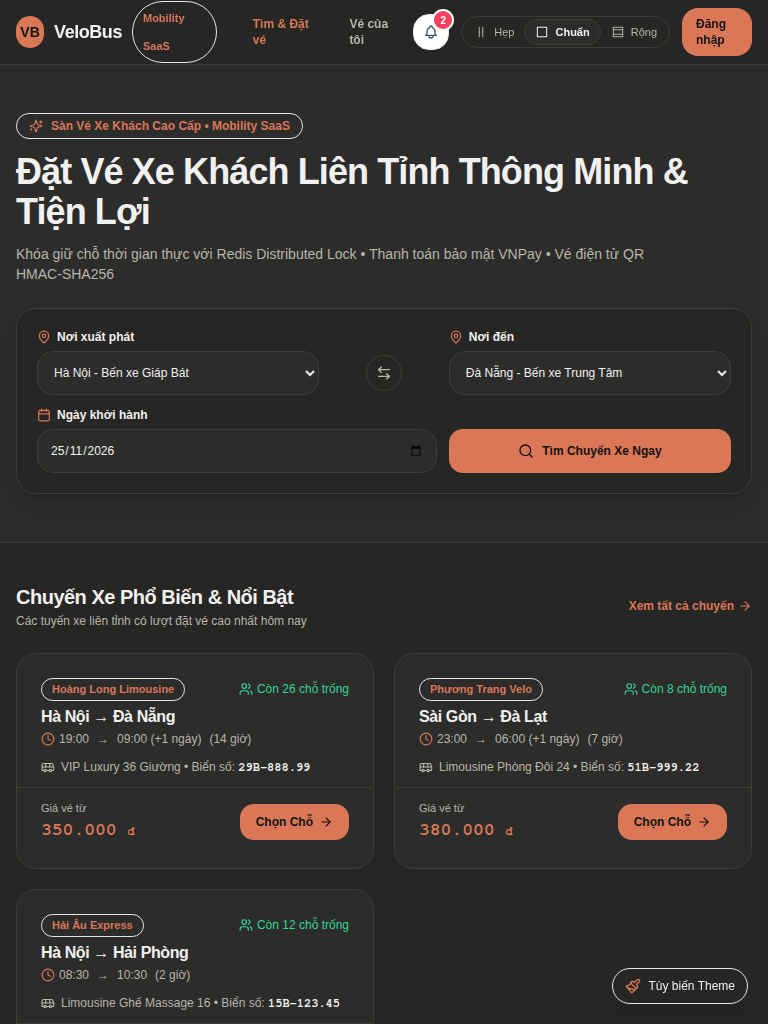 VB VeloBus
Mobility
SaaS
Tìm & Đặt
vé
Vé của
tôi
2
Hẹp
Chuẩn
Rộng
Đăng
nhập
Sàn Vé Xe Khách Cao Cấp • Mobility SaaS
Đặt Vé Xe Khách Liên Tỉnh Thông Minh &
Tiện Lợi
Khóa giữ chỗ thời gian thực với Redis Distributed Lock • Thanh toán bảo mật VNPay • Vé điện tử QR
HMAC-SHA256
Nơi xuất phát
Nơi đến
Hà Nội - Bến xe Giáp Bát
Đà Nẵng - Bến xe Trung Tâm
Ngày khởi hành
25/11/2026
Tìm Chuyến Xe Ngay
Chuyến Xe Phổ Biến & Nổi Bật
Các tuyến xe liên tỉnh có lượt đặt vé cao nhất hôm nay
Xem tất cả chuyến →
Hoàng Long Limousine
Còn 26 chỗ trống
Hà Nội → Đà Nẵng
19:00 → 09:00 (+1 ngày) (14 giờ)
VIP Luxury 36 Giường • Biển số: 29B-888.99
Giá vé từ
350.000 đ
Chọn Chỗ →
Phương Trang Velo
Còn 8 chỗ trống
Sài Gòn → Đà Lạt
23:00 → 06:00 (+1 ngày) (7 giờ)
Limousine Phòng Đôi 24 • Biển số: 51B-999.22
Giá vé từ
380.000 đ
Chọn Chỗ →
Hải Âu Express
Còn 12 chỗ trống
Hà Nội → Hải Phòng
08:30 → 10:30 (2 giờ)
Limousine Ghế Massage 16 • Biển số: 15B-123.45
Tùy biến Theme